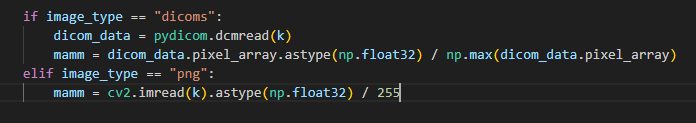 if image_type == "dicoms":
    dicom_data = pydicom.dcmread(k)
    mamm = dicom_data.pixel_array.astype(np.float32) / np.max(dicom_data.pixel_array)
elif image_type == "png":
    mamm = cv2.imread(k).astype(np.float32) / 255